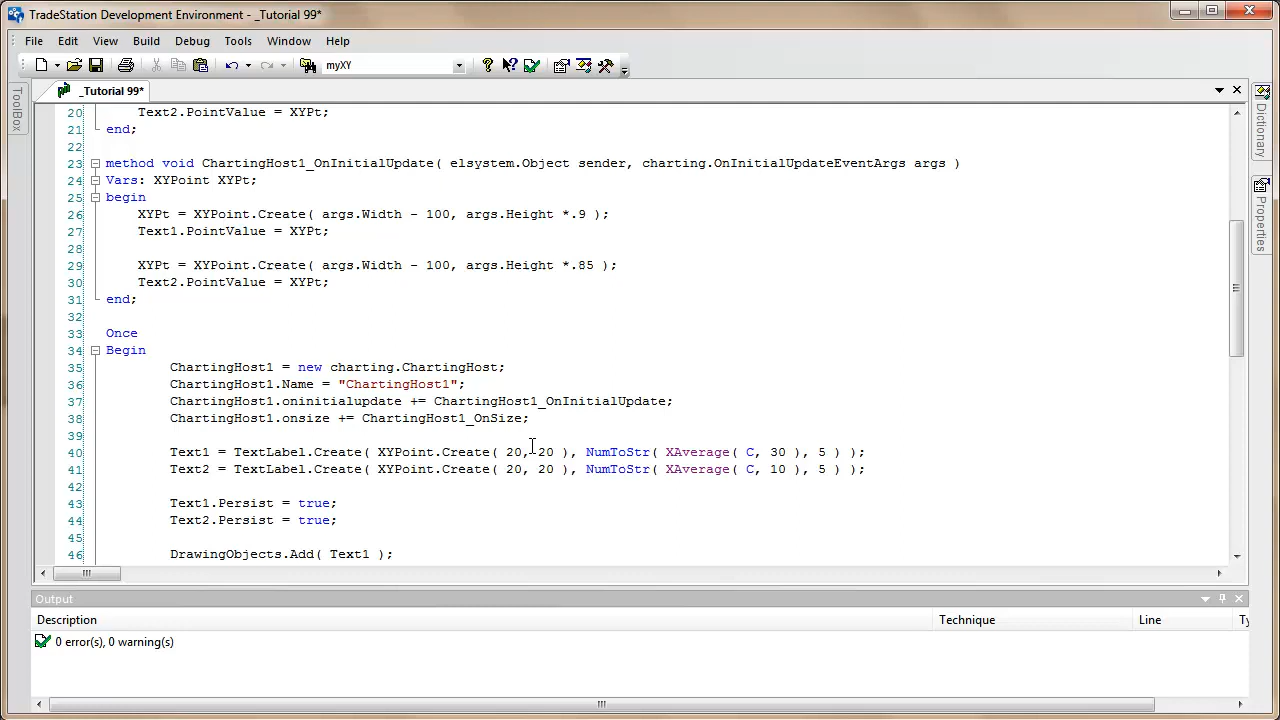 TradeStation Development Environment - _Tutorial 99*
File Edit View Build Debug Tools Window Help
myXY
ToolBox
_Tutorial 99*
Dictionary
Properties
20 Text2.PointValue = XYPt;
21 end;
22
23 method void ChartingHost1_OnInitialUpdate( elsystem.Object sender, charting.OnInitialUpdateEventArgs args )
24 Vars: XYPoint XYPt;
25 begin
26 XYPt = XYPoint.Create( args.Width - 100, args.Height *.9 );
27 Text1.PointValue = XYPt;
28
29 XYPt = XYPoint.Create( args.Width - 100, args.Height *.85 );
30 Text2.PointValue = XYPt;
31 end;
32
33 Once
34 Begin
35 ChartingHost1 = new charting.ChartingHost;
36 ChartingHost1.Name = "ChartingHost1";
37 ChartingHost1.oninitialupdate += ChartingHost1_OnInitialUpdate;
38 ChartingHost1.onsize += ChartingHost1_OnSize;
39
40 Text1 = TextLabel.Create( XYPoint.Create( 20, 20 ), NumToStr( XAverage( C, 30 ), 5 ) );
41 Text2 = TextLabel.Create( XYPoint.Create( 20, 20 ), NumToStr( XAverage( C, 10 ), 5 ) );
42
43 Text1.Persist = true;
44 Text2.Persist = true;
45
46 DrawingObjects.Add( Text1 );
Output
Description Technique Line Ty
0 error(s), 0 warning(s)